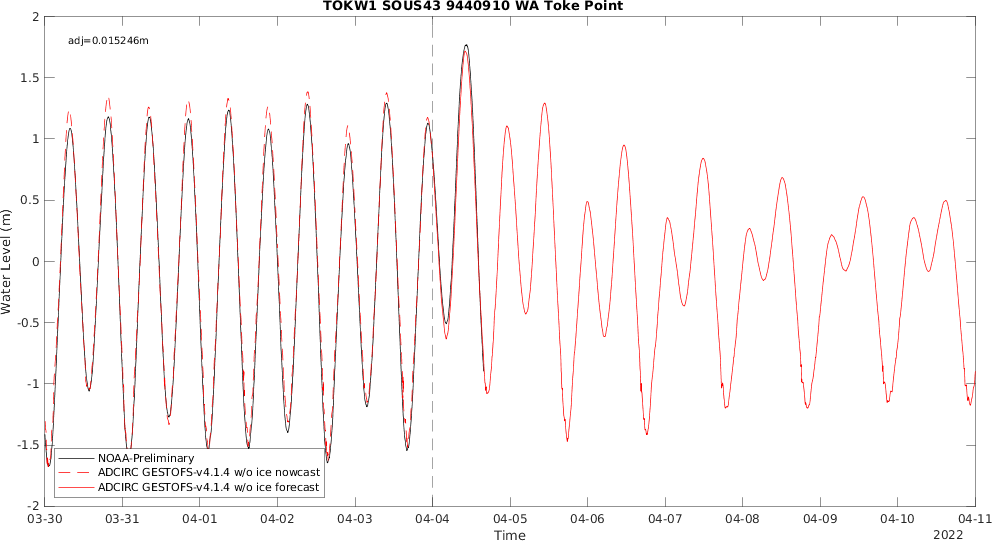 TOKW1 SOUS43 9440910 WA Toke Point
adj=0.015246m
Water Level (m)
2
1.5
1
0.5
0
-0.5
-1
-1.5
-2
NOAA-Preliminary
ADCIRC GESTOFS-v4.1.4 w/o ice nowcast
ADCIRC GESTOFS-v4.1.4 w/o ice forecast
03-30 03-31 04-01 04-02 04-03 04-04 04-05 04-06 04-07 04-08 04-09 04-10 04-11
Time
2022